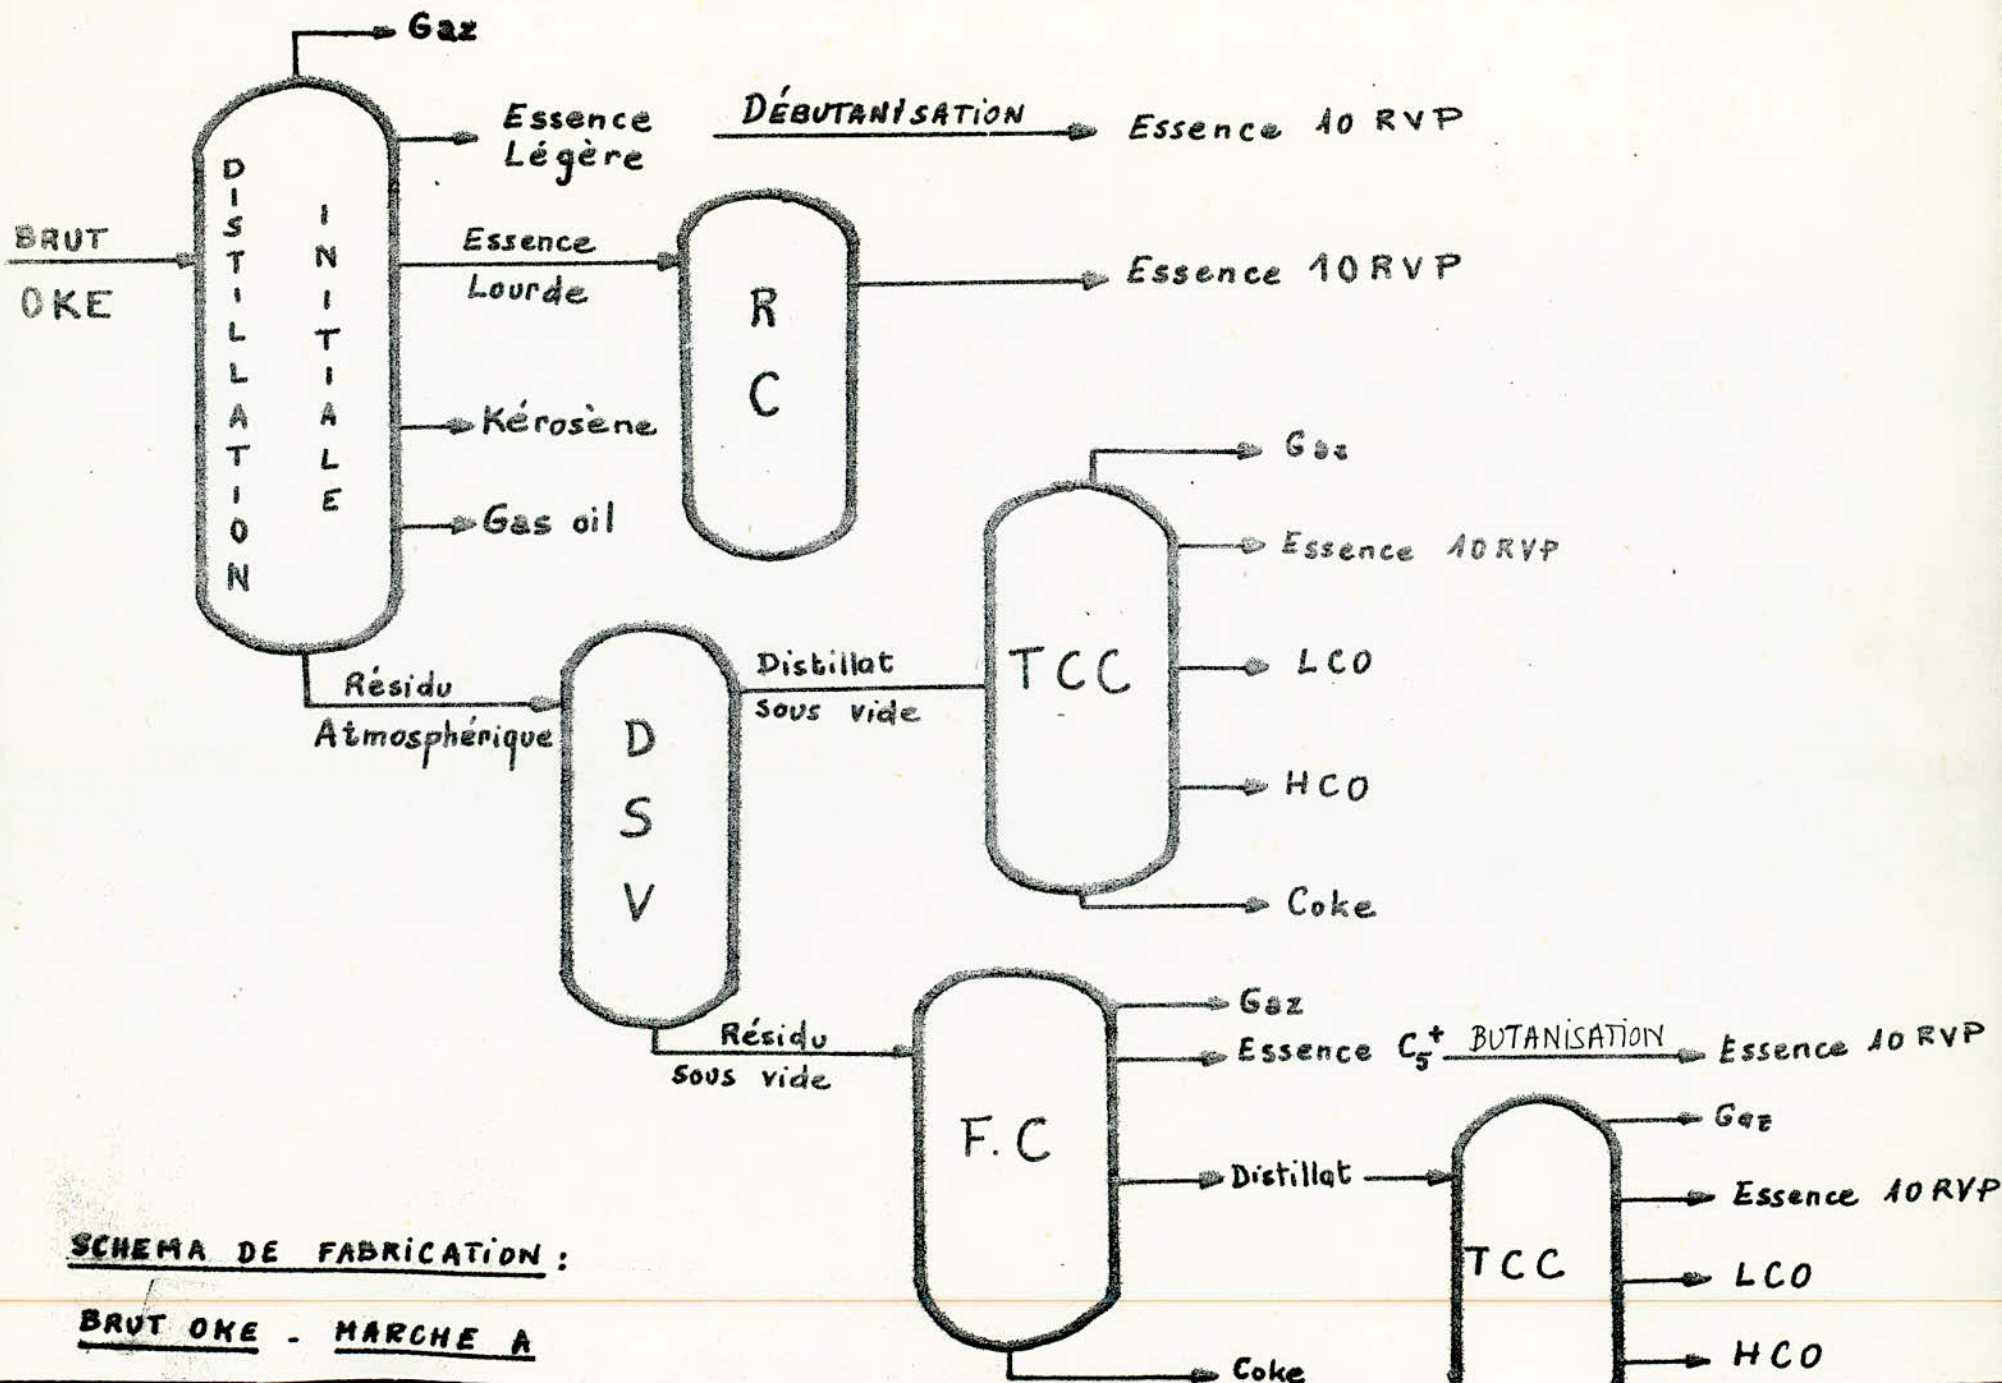 Gaz
Essence
Légère
DÉBUTANISATION
Essence 10 RVP
BRUT
OKE
DISTILLATION
INITIALE
Essence
Lourde
RC
Essence 10 RVP
Kérosène
Gas oil
Résidu
Atmosphérique
DSV
Distillat
sous vide
TCC
Gaz
Essence 10 RVP
LCO
HCO
Coke
Résidu
sous vide
F.C
Gaz
Essence C5+
BUTANiSATiON
Essence 10 RVP
Distillat
Coke
TCC
Gaz
Essence 10 RVP
LCO
HCO
SCHEMA DE FABRiCATiON :
BRUT OKE - MARCHE A